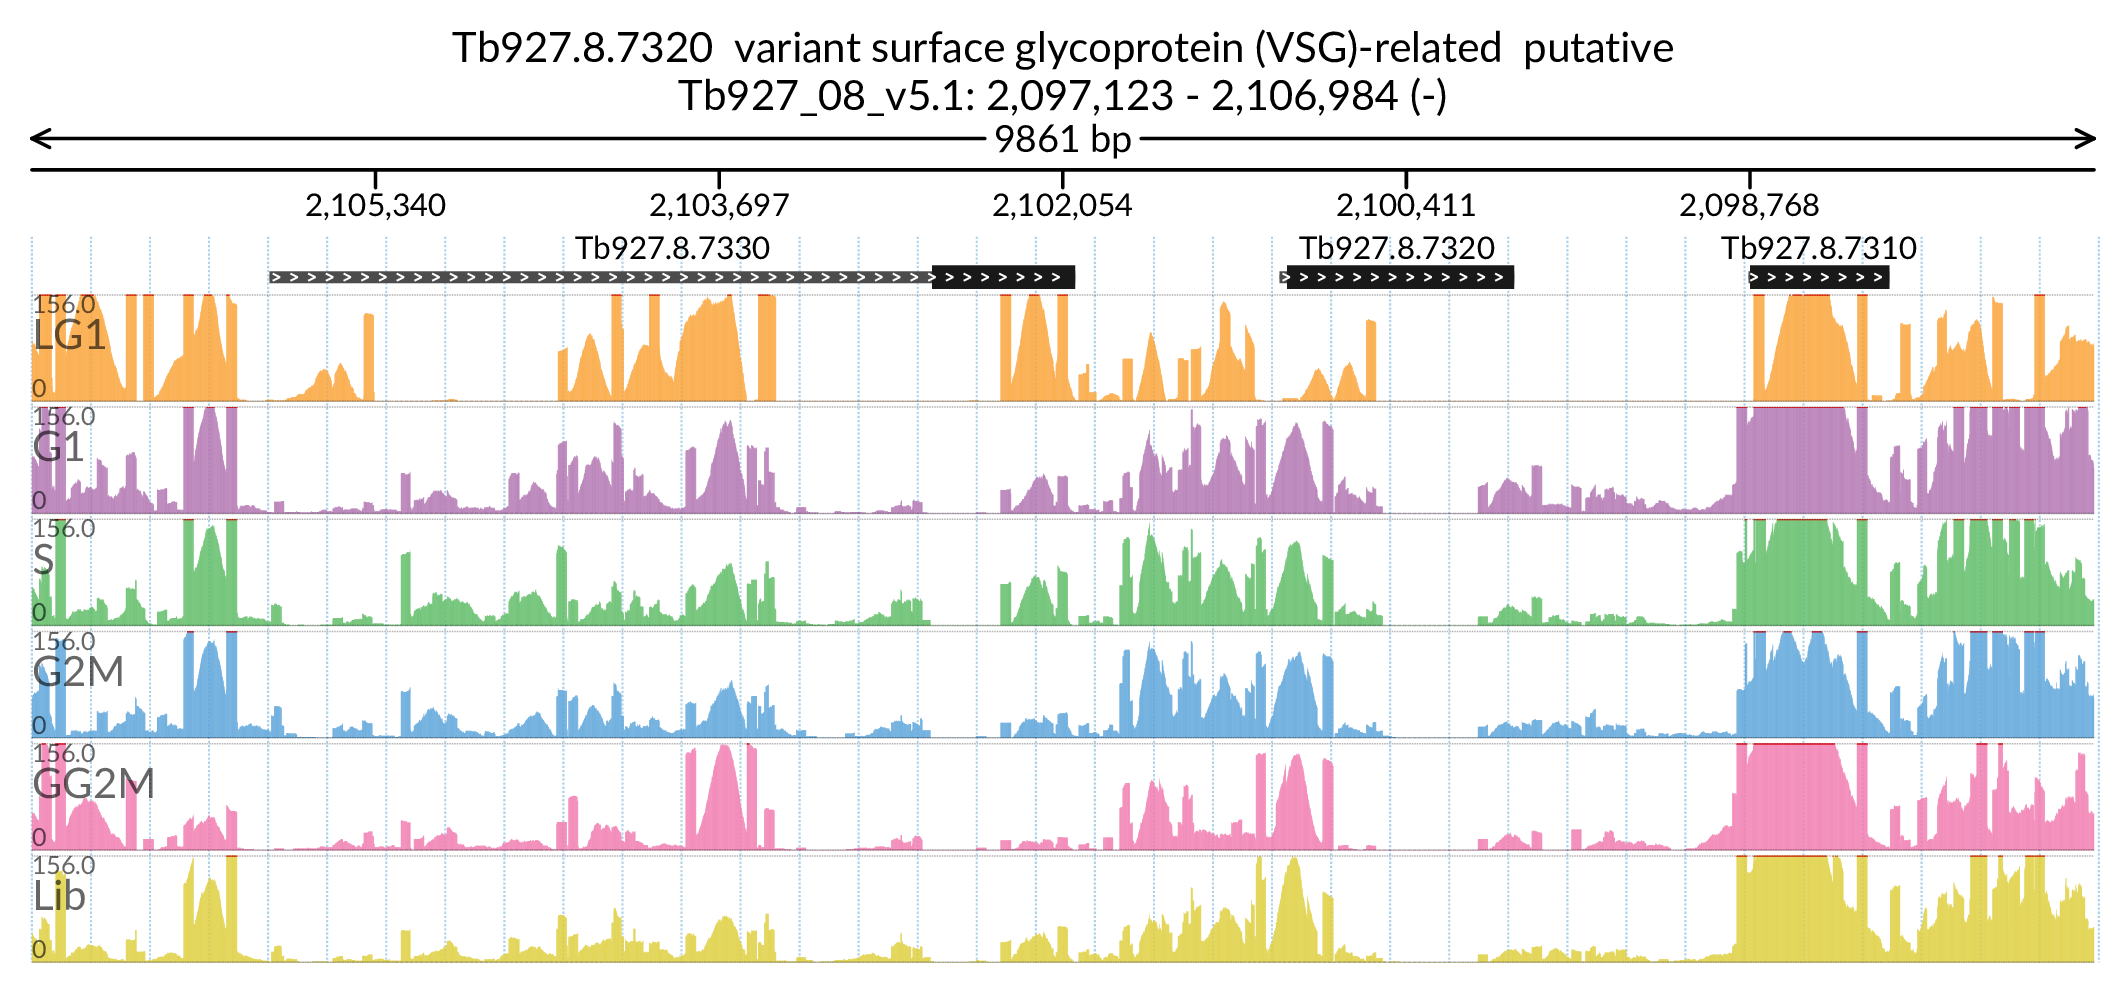 Tb927.8.7320 variant surface glycoprotein (VSG)-related putative
Tb927_08_v5.1: 2,097,123 - 2,106,984 (-)
9861 bp
2,105,340 2,103,697 2,102,054 2,100,411 2,098,768
Tb927.8.7330 Tb927.8.7320 Tb927.8.7310
156.0
LG1
0
156.0
G1
0
156.0
S
0
156.0
G2M
0
156.0
GG2M
0
156.0
Lib
0